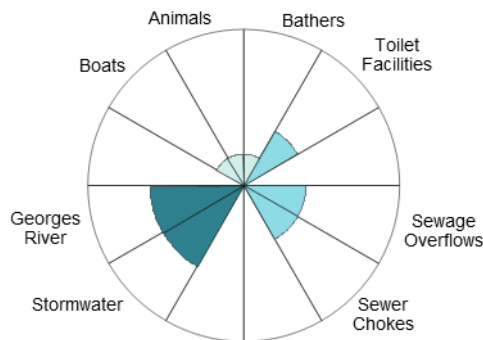 Animals
Bathers
Toilet
Facilities
Boats
Georges
River
Sewage
Overflows
Stormwater
Sewer
Chokes